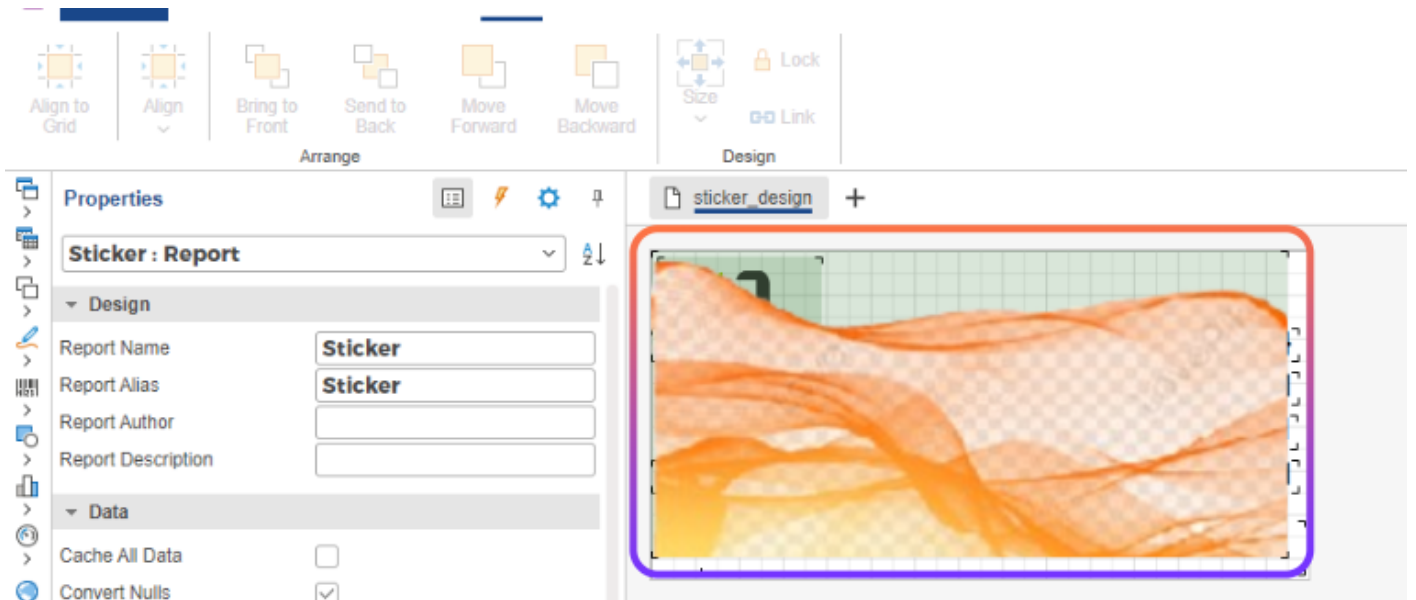 Align to
Grid
Align
Bring to
Front
Send to
Back
Move
Forward
Move
Backward
Size
Lock
Link
Arrange
Design
Properties
sticker_design
Sticker : Report
Design
Report Name
Sticker
Report Alias
Sticker
Report Author
Report Description
Data
Cache All Data
Convert Nulls